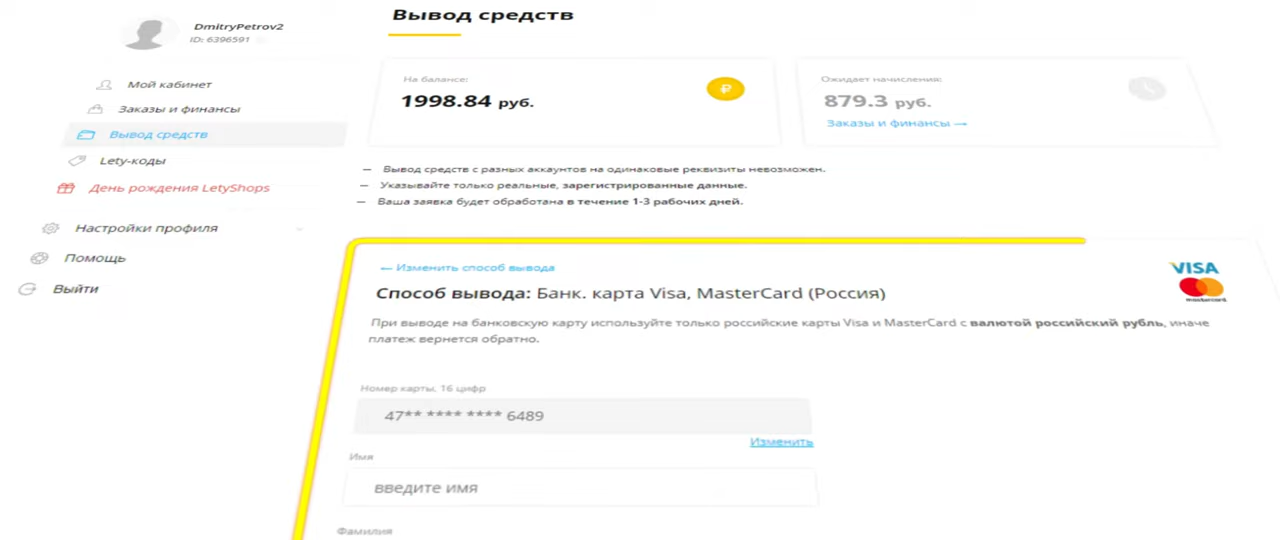 DmitryPetrov2
ID: 6396591
Мой кабинет
Заказы и финансы
Вывод средств
Lety-коды
День рождения LetyShops
Настройки профиля
Помощь
Выйти
Вывод средств
На балансе:
1998.84 руб.
₽
Ожидает начисления:
879.3 руб.
Заказы и финансы →
— Вывод средств с разных аккаунтов на одинаковые реквизиты невозможен.
— Указывайте только реальные, зарегистрированные данные.
— Ваша заявка будет обработана в течение 1-3 рабочих дней.
← Изменить способ вывода
VISA
mastercard
Способ вывода: Банк. карта Visa, MasterCard (Россия)
При выводе на банковскую карту используйте только российские карты Visa и MasterCard с валютой российский рубль, иначе
платеж вернется обратно.
Номер карты, 16 цифр
47** **** **** 6489
Изменить
Имя
введите имя
Фамилия